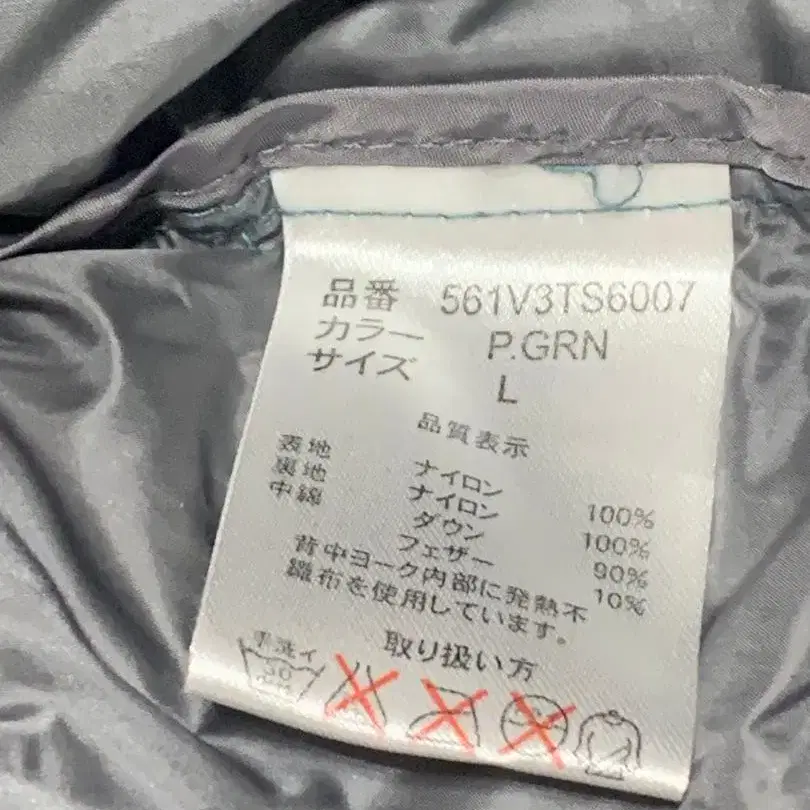 品番 561V3TS6007
カラー P.GRN
サイズ L
品質表示
表地 ナイロン 100%
裏地 ナイロン 100%
中綿 ダウン 90%
フェザー 10%
背中ヨーク内部に発熱不
織布を使用しています。
取り扱い方
手洗イ
30